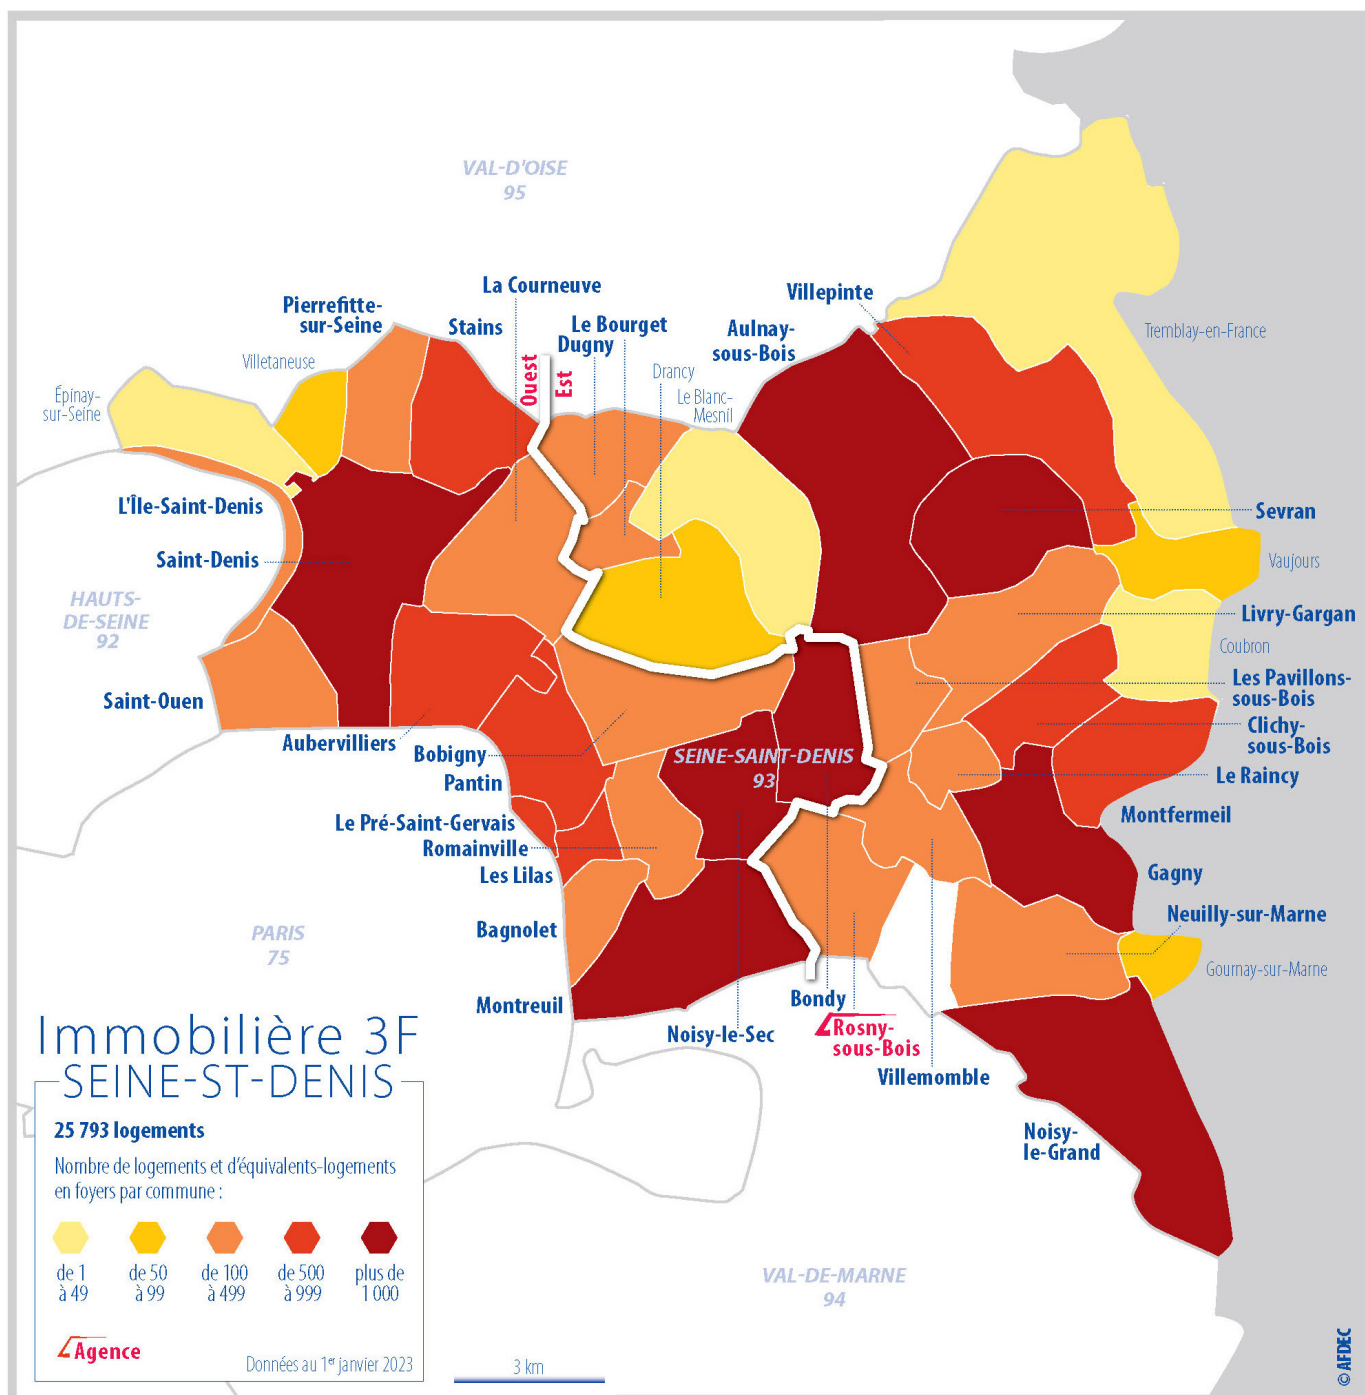 VAL-D'OISE
95
La Courneuve
Villepinte
Pierrefitte-
sur-Seine
Stains
Le Bourget
Dugny
Aulnay-
sous-Bois
Tremblay-en-France
Villetaneuse
Ouest
Est
Drancy
Le Blanc-
Mesnil
Épinay-
sur-Seine
L'Île-Saint-Denis
Sevran
Saint-Denis
Vaujours
HAUTS-
DE-SEINE
92
Livry-Gargan
Coubron
Saint-Ouen
Les Pavillons-
sous-Bois
Aubervilliers
Clichy-
sous-Bois
Bobigny
SEINE-SAINT-DENIS
93
Pantin
Le Raincy
Le Pré-Saint-Gervais
Montfermeil
Romainville
Les Lilas
Gagny
Bagnolet
Neuilly-sur-Marne
PARIS
75
Gournay-sur-Marne
Montreuil
Bondy
Noisy-le-Sec
Rosny-
sous-Bois
Villemomble
Noisy-
le-Grand
Immobilière 3F
SEINE-ST-DENIS
25 793 logements
Nombre de logements et d'équivalents-logements
en foyers par commune :
de 1
à 49
de 50
à 99
de 100
à 499
de 500
à 999
plus de
1 000
Agence
Données au 1er janvier 2023
3 km
VAL-DE-MARNE
94
© AFDEC